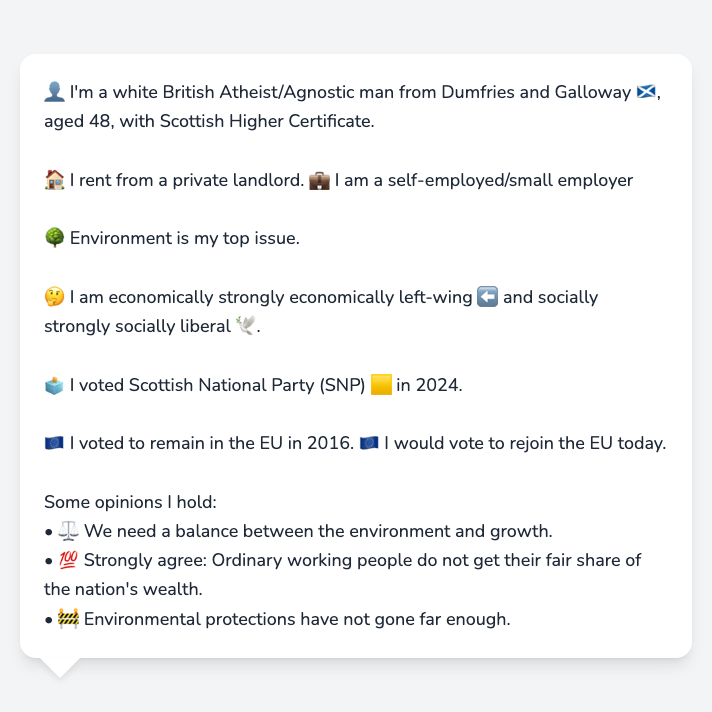 👤 I'm a white British Atheist/Agnostic man from Dumfries and Galloway 🏴󠁧󠁢󠁳󠁣󠁴󠁿,
aged 48, with Scottish Higher Certificate.
🏠 I rent from a private landlord. 💼 I am a self-employed/small employer
🌳 Environment is my top issue.
🤔 I am economically strongly economically left-wing ⬅️ and socially
strongly socially liberal 🕊️.
🗳️ I voted Scottish National Party (SNP) 🟨 in 2024.
🇪🇺 I voted to remain in the EU in 2016. 🇪🇺 I would vote to rejoin the EU today.
Some opinions I hold:
• ⚖️ We need a balance between the environment and growth.
• 💯 Strongly agree: Ordinary working people do not get their fair share of
the nation's wealth.
• 🚧 Environmental protections have not gone far enough.